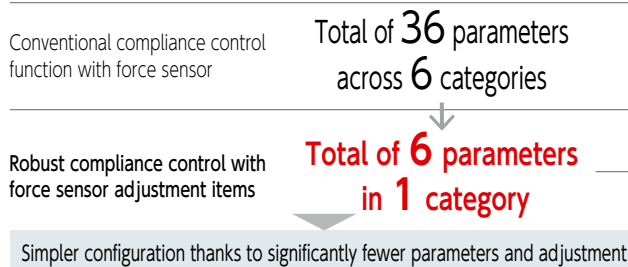 Conventional compliance control
function with force sensor
Total of 36 parameters
across 6 categories
Robust compliance control with
force sensor adjustment items
Total of 6 parameters
in 1 category
Simpler configuration thanks to significantly fewer parameters and adjustment